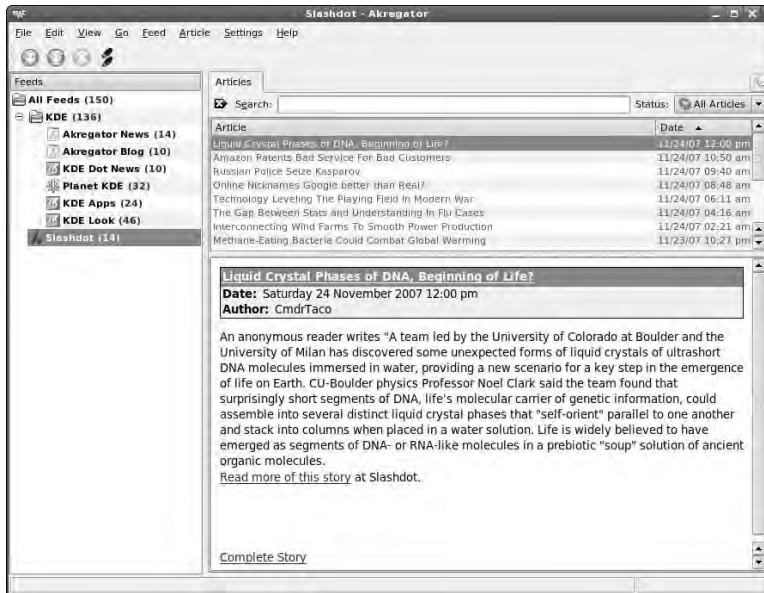 Slashdot - Akregator
File Edit View Go Feed Article Settings Help
Feeds
All Feeds (150)
KDE (136)
Akregator News (14)
Akregator Blog (10)
KDE Dot News (10)
Planet KDE (32)
KDE Apps (24)
KDE Look (46)
Slashdot (14)
Articles
Search:
Status: All Articles
Article Date
Liquid Crystal Phases of DNA, Beginning of Life? 11/24/07 12:00 pm
Amazon Patents Bad Service For Bad Customers 11/24/07 10:50 am
Russian Police Seize Kasparov 11/24/07 09:40 am
Online Nicknames Google better than Real? 11/24/07 08:48 am
Technology Leveling The Playing Field in Modern War 11/24/07 06:11 am
The Gap Between Stats and Understanding In Flu Cases 11/24/07 04:16 am
Interconnecting Wind Farms To Smooth Power Production 11/24/07 02:21 am
Methane-Eating Bacteria Could Combat Global Warming 11/23/07 10:27 pm
Liquid Crystal Phases of DNA, Beginning of Life?
Date: Saturday 24 November 2007 12:00 pm
Author: CmdrTaco
An anonymous reader writes "A team led by the University of Colorado at Boulder and the
University of Milan has discovered some unexpected forms of liquid crystals of ultrashort
DNA molecules immersed in water, providing a new scenario for a key step in the emergence
of life on Earth. CU-Boulder physics Professor Noel Clark said the team found that
surprisingly short segments of DNA, life's molecular carrier of genetic information, could
assemble into several distinct liquid crystal phases that "self-orient" parallel to one another
and stack into columns when placed in a water solution. Life is widely believed to have
emerged as segments of DNA- or RNA-like molecules in a prebiotic "soup" solution of ancient
organic molecules.
Read more of this story at Slashdot.
Complete Story